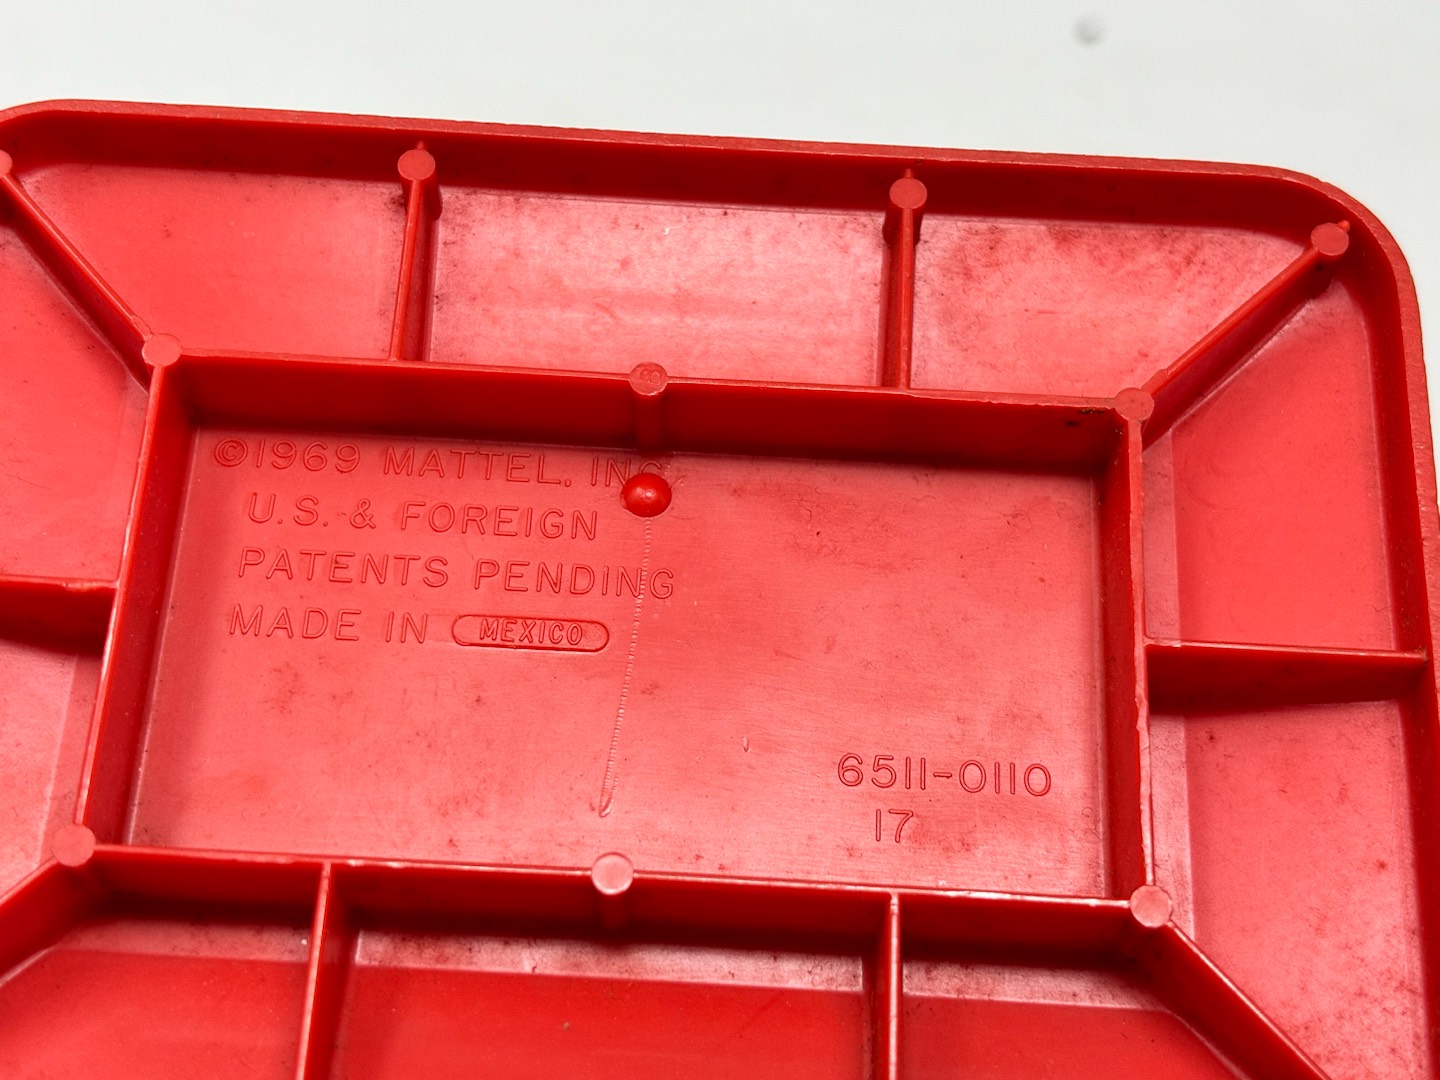 ©1969 MATTEL, INC.
U.S. & FOREIGN
PATENTS PENDING
MADE IN MEXICO
6511-0110
17